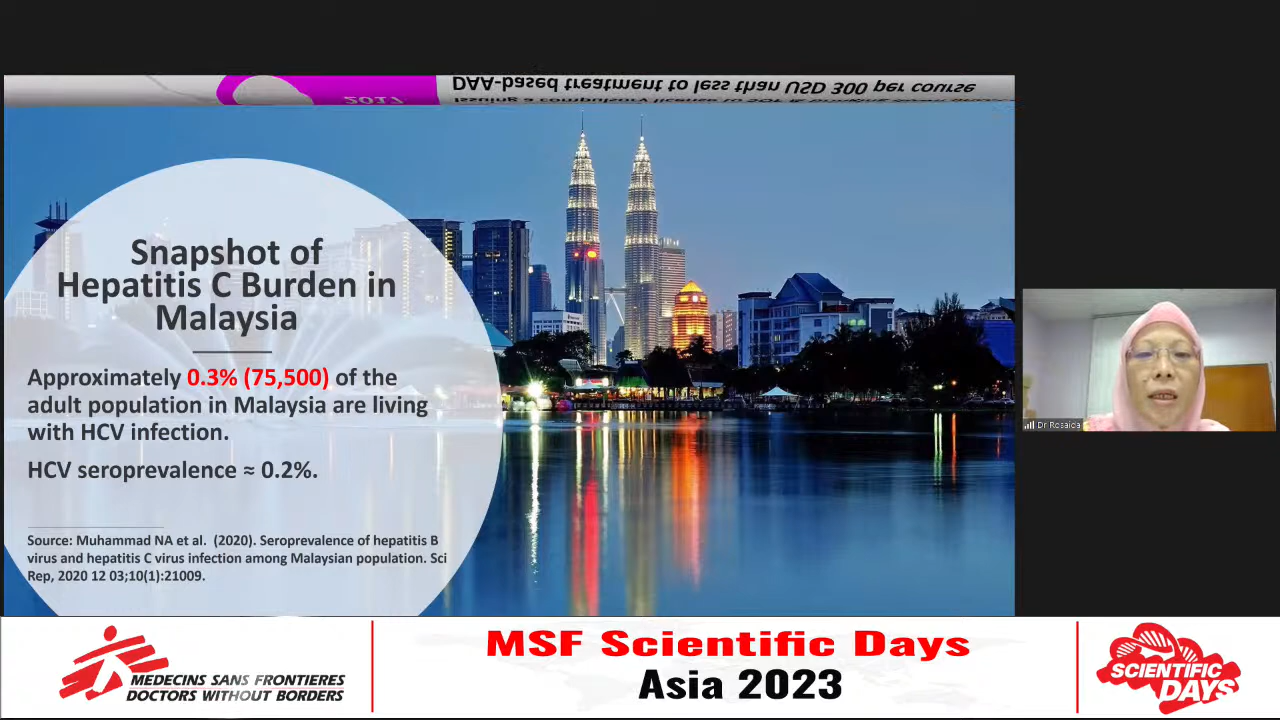 DAA-based treatment to less than USD 300 per course
2017
Snapshot of
Hepatitis C Burden in
Malaysia
Approximately 0.3% (75,500) of the
adult population in Malaysia are living
with HCV infection.
HCV seroprevalence ≈ 0.2%.
Source: Muhammad NA et al. (2020). Seroprevalence of hepatitis B
virus and hepatitis C virus infection among Malaysian population. Sci
Rep, 2020 12 03;10(1):21009.
Dr Rosaida
MEDECINS SANS FRONTIERES
DOCTORS WITHOUT BORDERS
MSF Scientific Days
Asia 2023
SCIENTIFIC
DAYS